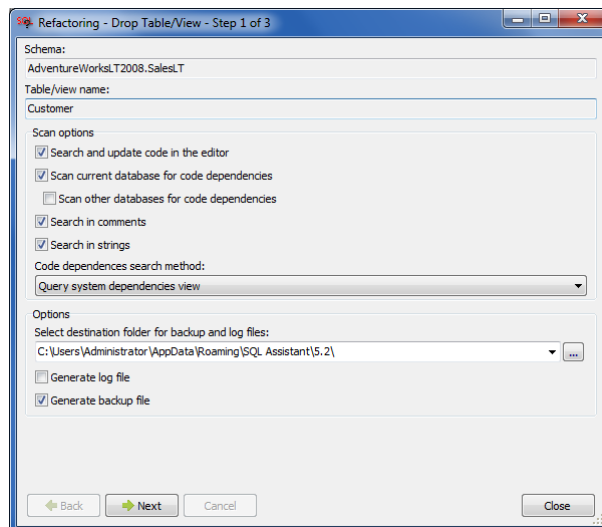 Refactoring - Drop Table/View - Step 1 of 3
Schema:
AdventureWorksLT2008.SalesLT
Table/view name:
Customer
Scan options
Search and update code in the editor
Scan current database for code dependencies
Scan other databases for code dependencies
Search in comments
Search in strings
Code dependences search method:
Query system dependencies view
Options
Select destination folder for backup and log files:
C:\Users\Administrator\AppData\Roaming\SQL Assistant\5.2\
...
Generate log file
Generate backup file
Back Next Cancel Close